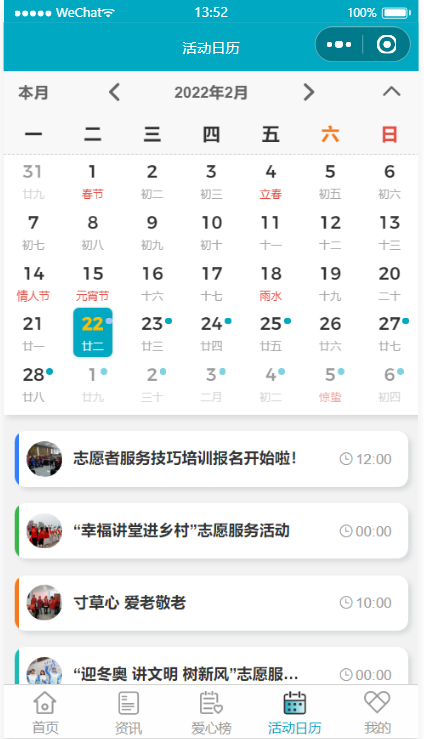 WeChat 13:52 100%
活动日历
本月 2022年2月
一 二 三 四 五 六 日
31 1 2 3 4 5 6
廿九 春节 初二 初三 立春 初五 初六
7 8 9 10 11 12 13
初七 初八 初九 初十 十一 十二 十三
14 15 16 17 18 19 20
情人节 元宵节 十六 十七 雨水 十九 二十
21 22 23 24 25 26 27
廿一 廿二 廿三 廿四 廿五 廿六 廿七
28 1 2 3 4 5 6
廿八 廿九 三十 二月 初二 惊蛰 初四
志愿者服务技巧培训报名开始啦! 12:00
“幸福讲堂进乡村”志愿服务活动 00:00
寸草心 爱老敬老 10:00
“迎冬奥 讲文明 树新风”志愿服... 00:00
首页 资讯 爱心榜 活动日历 我的